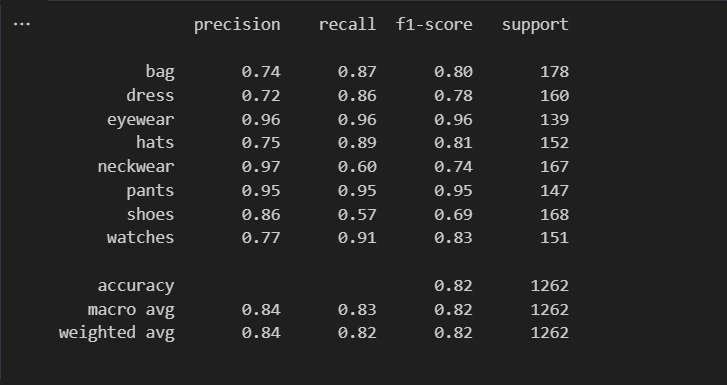 ... precision recall f1-score support
bag 0.74 0.87 0.80 178
dress 0.72 0.86 0.78 160
eyewear 0.96 0.96 0.96 139
hats 0.75 0.89 0.81 152
neckwear 0.97 0.60 0.74 167
pants 0.95 0.95 0.95 147
shoes 0.86 0.57 0.69 168
watches 0.77 0.91 0.83 151
accuracy 0.82 1262
macro avg 0.84 0.83 0.82 1262
weighted avg 0.84 0.82 0.82 1262